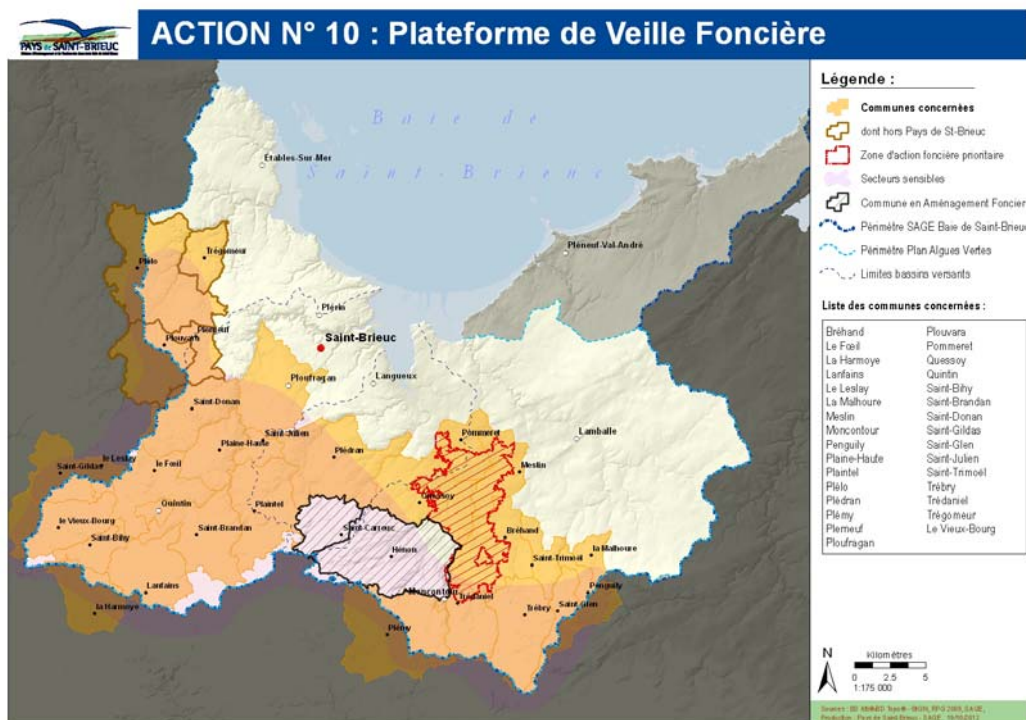 PAYS de SAINT-BRIEUC
ACTION N° 10 : Plateforme de Veille Foncière
Baie de
Saint-Brieuc
Étables-Sur-Mer
Pléneuf-Val-André
Trégomeur
Plélo
Plérin
Plerneuf
Plouvara
Saint-Brieuc
Ploufragan
Langueux
Saint-Donan
Lamballe
Saint-Julien
Pommeret
Plaine-Haute
Plédran
le Leslay
Saint-Gildas
le Fœil
Meslin
Quessoy
Quintin
Plaintel
le Vieux-Bourg
Saint-Brandan
Saint-Carreuc
Bréhand
Saint-Bihy
Hénon
la Malhoure
Saint-Trimoël
Lanfains
Moncontour
Penguily
Trédaniel
la Harmoye
Trébry
Saint-Glen
Plémy
Légende :
Communes concernées
dont hors Pays de St-Brieuc
Zone d'action foncière prioritaire
Secteurs sensibles
Commune en Aménagement Foncier
Périmètre SAGE Baie de Saint-Brieuc
Périmètre Plan Algues Vertes
Limites bassins versants
Liste des communes concernées :
Bréhand
Le Fœil
La Harmoye
Lanfains
Le Leslay
La Malhoure
Meslin
Moncontour
Penguily
Plaine-Haute
Plaintel
Plélo
Plédran
Plémy
Plerneuf
Ploufragan
Plouvara
Pommeret
Quessoy
Quintin
Saint-Bihy
Saint-Brandan
Saint-Donan
Saint-Gildas
Saint-Glen
Saint-Julien
Saint-Trimoël
Trébry
Trédaniel
Trégomeur
Le Vieux-Bourg
N
Kilomètres
0 2.5 5
1:175 000